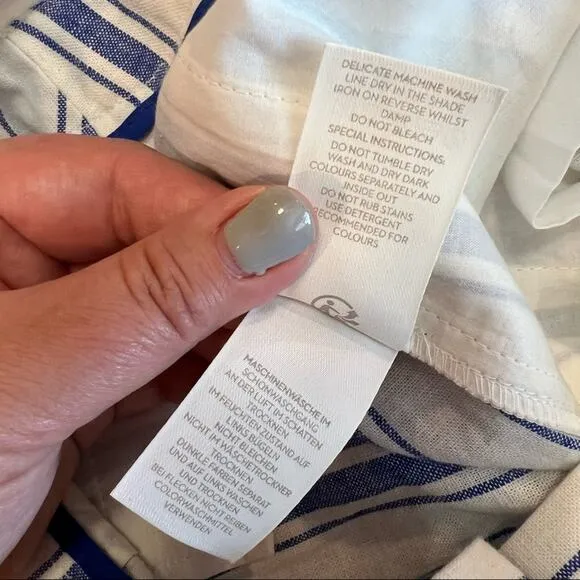 DELICATE MACHINE WASH
LINE DRY IN THE SHADE
IRON ON REVERSE WHILST
DAMP
DO NOT BLEACH
SPECIAL INSTRUCTIONS:
DO NOT TUMBLE DRY
WASH AND DRY DARK
COLOURS SEPARATELY AND
INSIDE OUT
DO NOT RUB STAINS
USE DETERGENT
RECOMMENDED FOR
COLOURS
MASCHINENWÄSCHE IM
SCHONWASCHGANG
AN DER LUFT IM SCHATTEN
TROCKNEN
IM FEUCHTEN ZUSTAND AUF
LINKS BÜGELN
NICHT BLEICHEN
NICHT IM WÄSCHETROCKNER
TROCKNEN
DUNKLE FARBEN SEPARAT
UND AUF LINKS WASCHEN
UND TROCKNEN
BEI FLECKEN NICHT REIBEN
COLORWASCHMITTEL
VERWENDEN